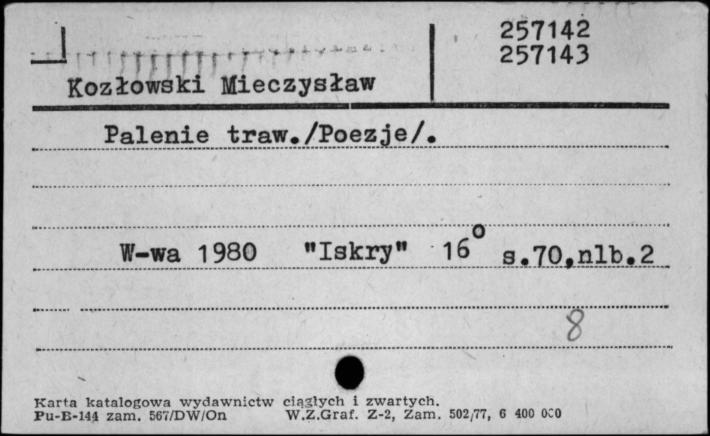 257142
257143
Kozłowski Mieczysław
Palenie traw./Poezje/.
W-wa 1980 "Iskry" 16° s.70,nlb.2
8
Karta katalogowa wydawnictw ciągłych i zwartych.
Pu-B-144 zam. 567/DW/On W.Z.Graf. Z-2, Zam. 502/77, 6 400 000